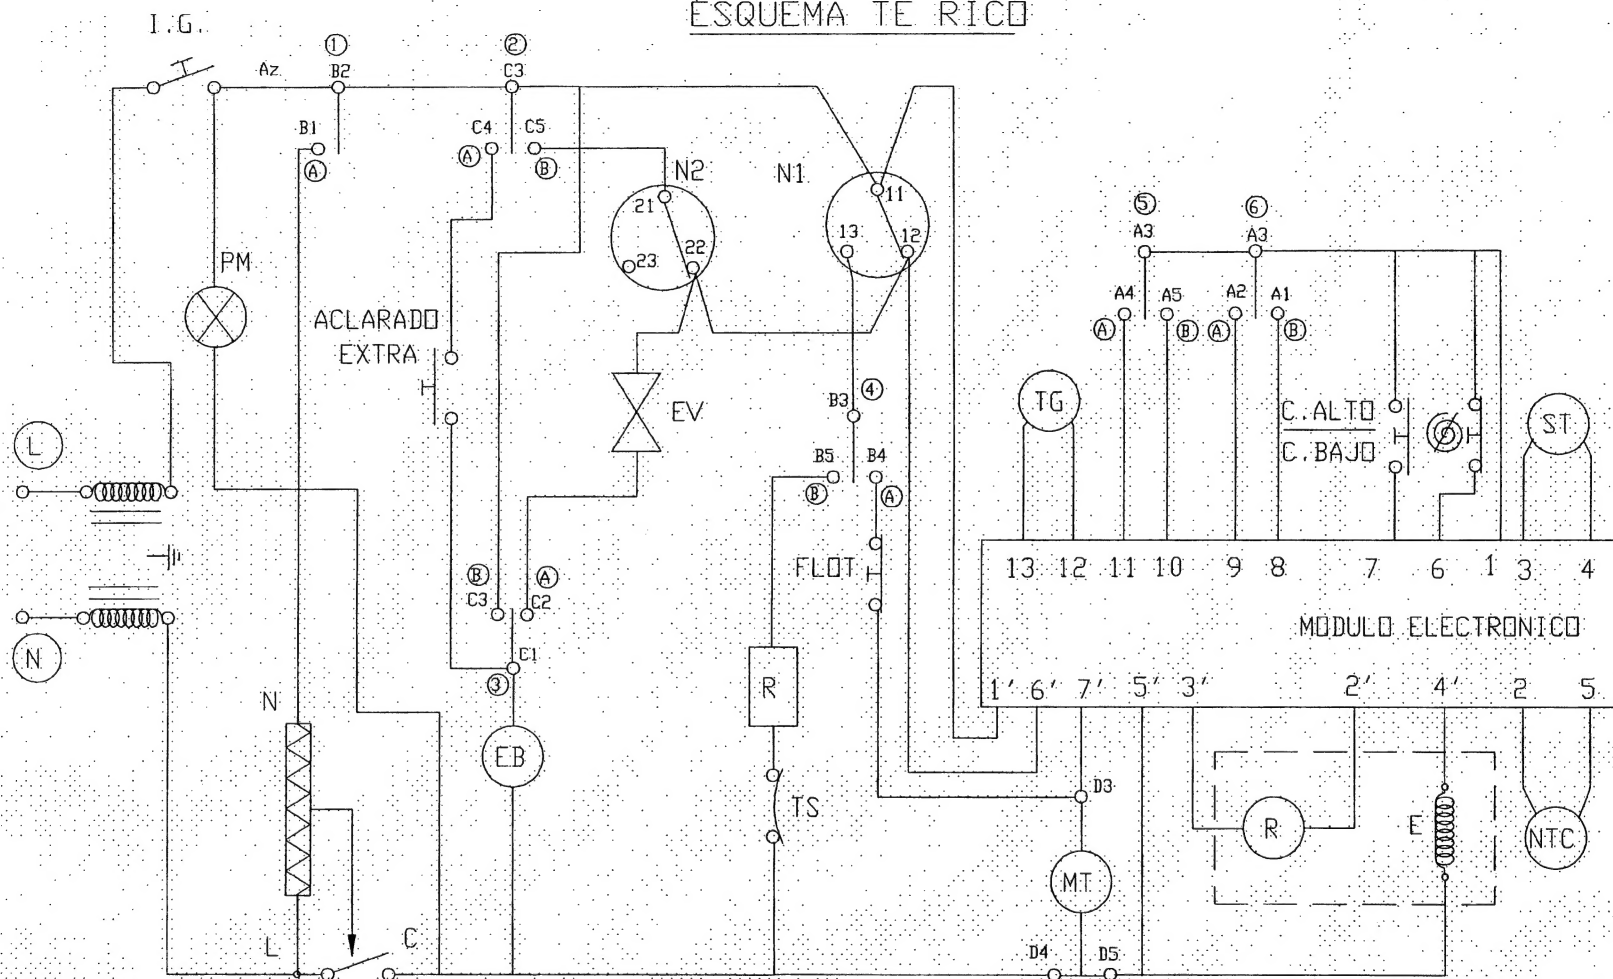 ESQUEMA TE RICO
I.G.
1
2
Az
B2
C3
B1
C4
C5
A
A
B
N2
N1
21
11
5
6
13
12
A3
A3
22
23
PM
A4
A5
A2
A1
ACLARADO
EXTRA
A
B
A
B
4
B3
TG
C.ALTO
C.BAJO
ST
EV
L
B5
B4
B
A
FLOT
13
12
11
10
9
8
7
6
1
3
4
B
A
C3
C2
MODULO ELECTRONICO
C1
N
3
R
1'
6'
7'
5'
3'
2'
4'
2
5
N
EB
D3
TS
R
E
NTC
MT
L
C
D4
D5